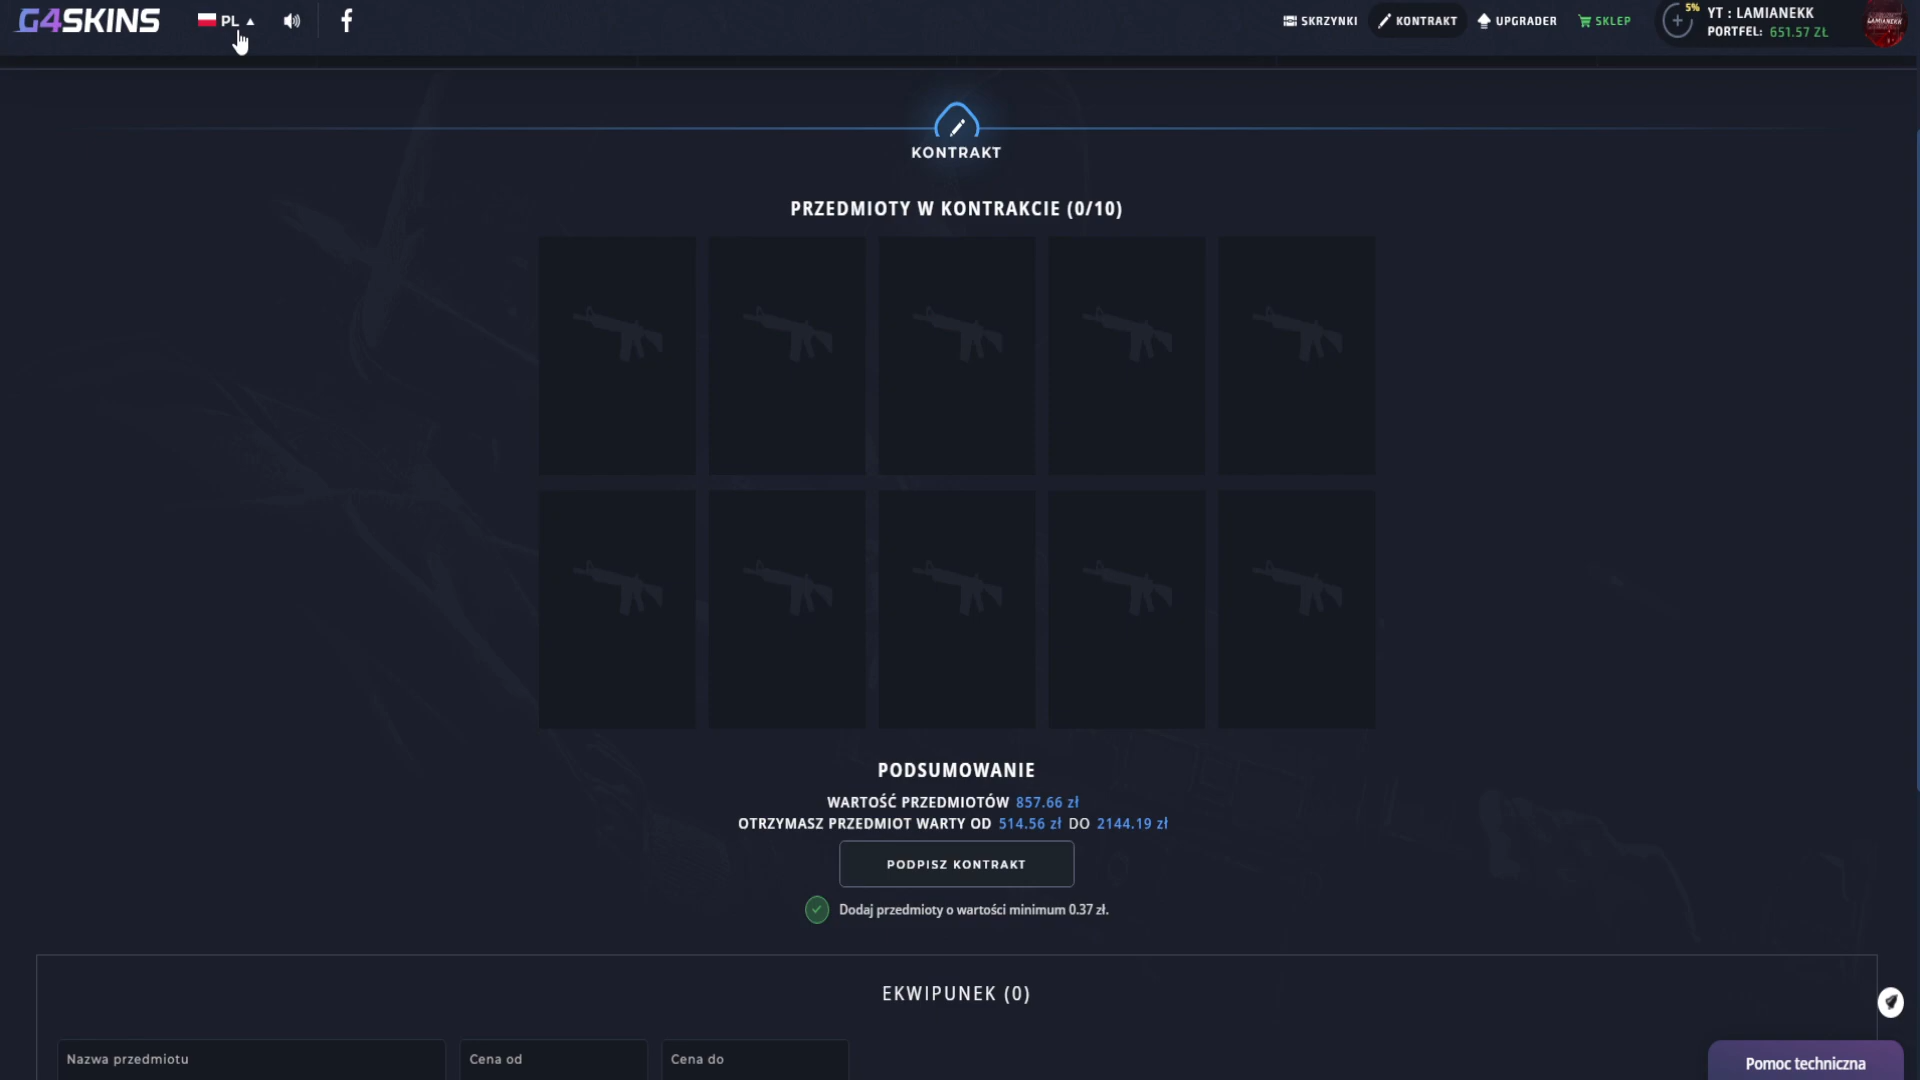 G4SKINS
PL
SKRZYNKI
KONTRAKT
UPGRADER
SKLEP
5%
YT : LAMIANEKK
PORTFEL: 651.57 ZŁ
LAMIANEKK
KONTRAKT
PRZEDMIOTY W KONTRAKCIE (0/10)
PODSUMOWANIE
WARTOŚĆ PRZEDMIOTÓW 857.66 zł
OTRZYMASZ PRZEDMIOT WARTY OD 514.56 zł DO 2144.19 zł
PODPISZ KONTRAKT
Dodaj przedmioty o wartości minimum 0.37 zł.
EKWIPUNEK (0)
Nazwa przedmiotu
Cena od
Cena do
Pomoc techniczna